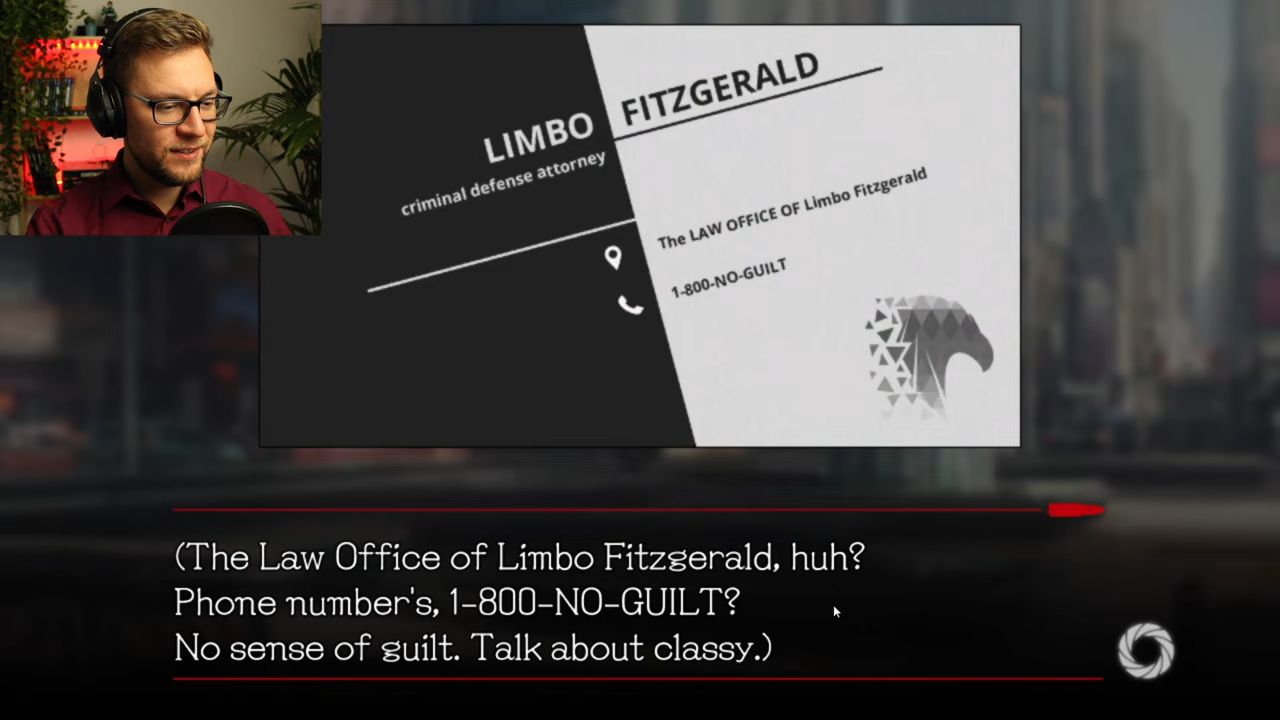 LIMBO FITZGERALD
criminal defense attorney
The LAW OFFICE OF Limbo Fitzgerald
1-800-NO-GUILT
(The Law Office of Limbo Fitzgerald, huh?
Phone number's, 1-800-NO-GUILT?
No sense of guilt. Talk about classy.)